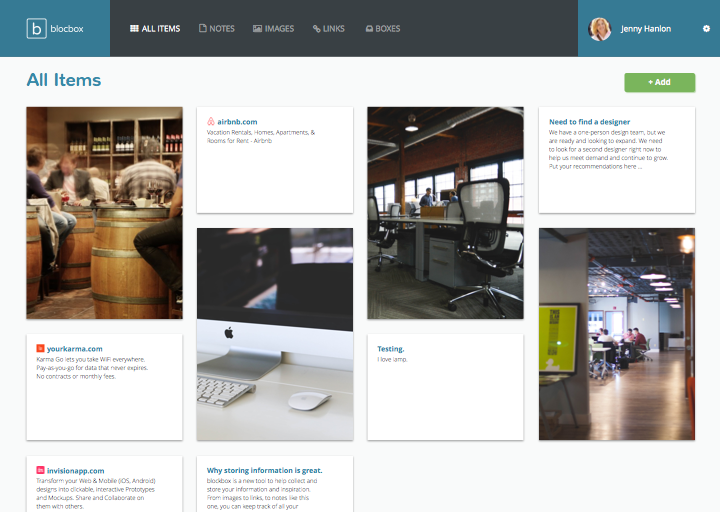 b blocbox
ALL ITEMS
NOTES
IMAGES
LINKS
BOXES
Jenny Hanlon
All Items
+ Add
airbnb.com
Vacation Rentals, Homes, Apartments, &
Rooms for Rent - Airbnb
Need to find a designer
We have a one-person design team, but we
are ready and looking to expand. We need
to look for a second designer right now to
help us meet demand and continue to grow.
Put your recommendations here ...
yourkarma.com
Karma Go lets you take WiFi everywhere.
Pay-as-you-go for data that never expires.
No contracts or monthly fees.
Testing.
I love iamp.
invisionapp.com
Transform your Web & Mobile (iOS, Android)
designs into clickable, interactive Prototypes
and Mockups. Share and Collaborate on
them with others.
Why storing information is great.
blockbox is a new tool to help collect and
store your information and inspiration.
From images to links, to notes like this
one, you can keep track of all your